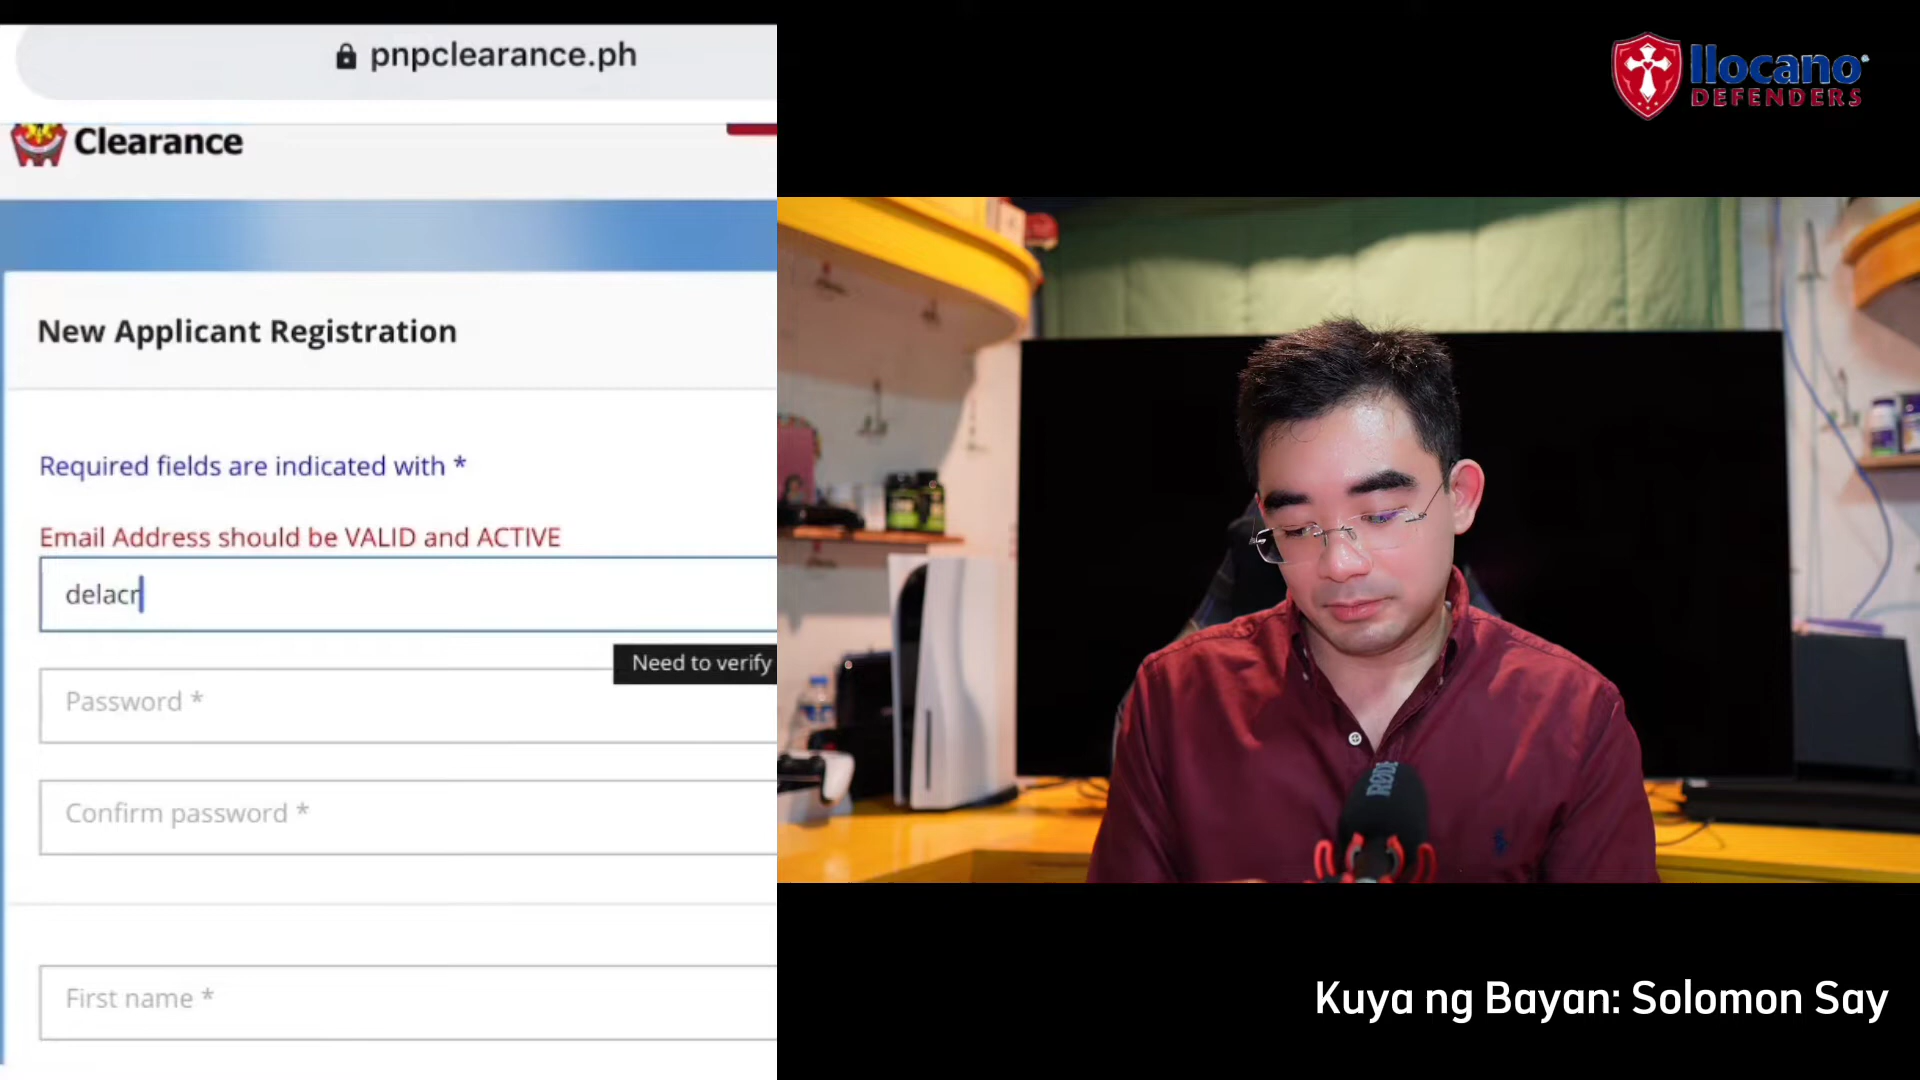 pnpclearance.ph
Clearance
New Applicant Registration
Required fields are indicated with *
Email Address should be VALID and ACTIVE
delacr
Need to verify
Password *
Confirm password *
First name *
Ilocano
DEFENDERS
RØDE
Kuya ng Bayan: Solomon Say